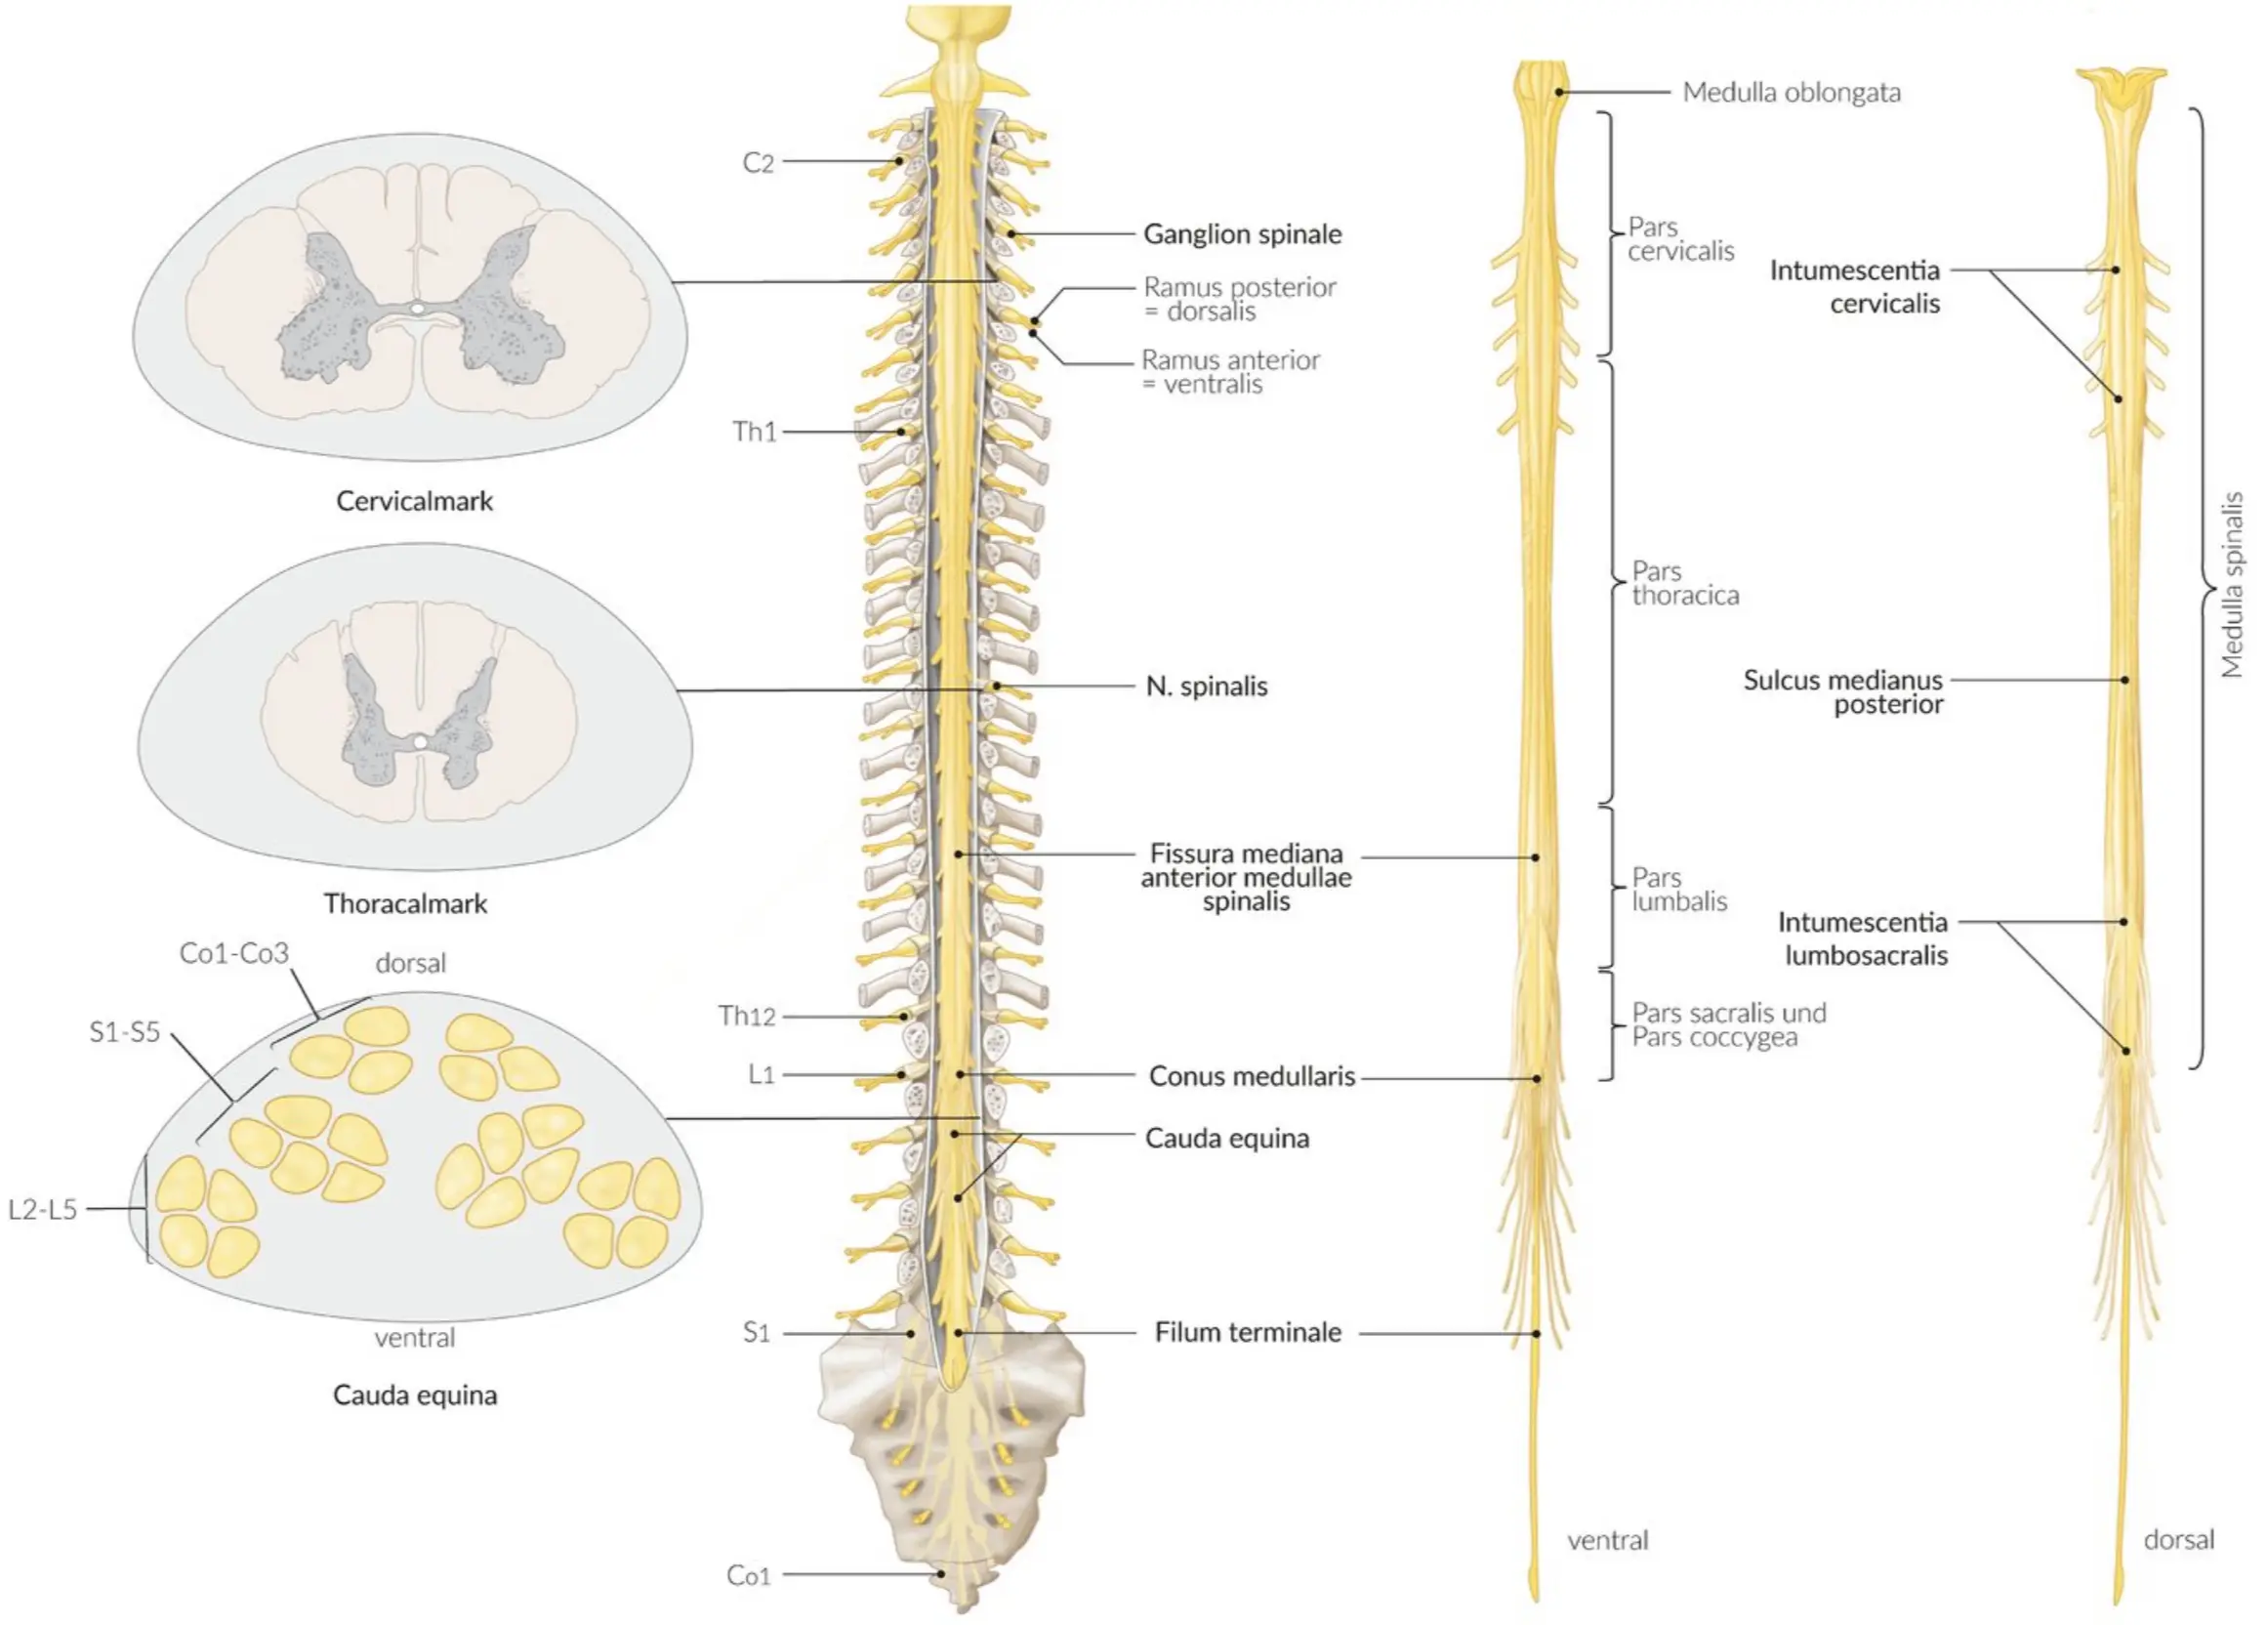 Medulla oblongata
C2
Pars
cervicalis
Ganglion spinale
Intumescentia
cervicalis
Ramus posterior
= dorsalis
Ramus anterior
= ventralis
Th1
Cervicalmark
Medulla spinalis
Pars
thoracica
N. spinalis
Sulcus medianus
posterior
Fissura mediana
anterior medullae
spinalis
Pars
lumbalis
Thoracalmark
Intumescentia
lumbosacralis
Co1-Co3
dorsal
Th12
Pars sacralis und
Pars coccygea
S1-S5
L1
Conus medullaris
Cauda equina
L2-L5
S1
Filum terminale
ventral
Cauda equina
ventral
dorsal
Co1